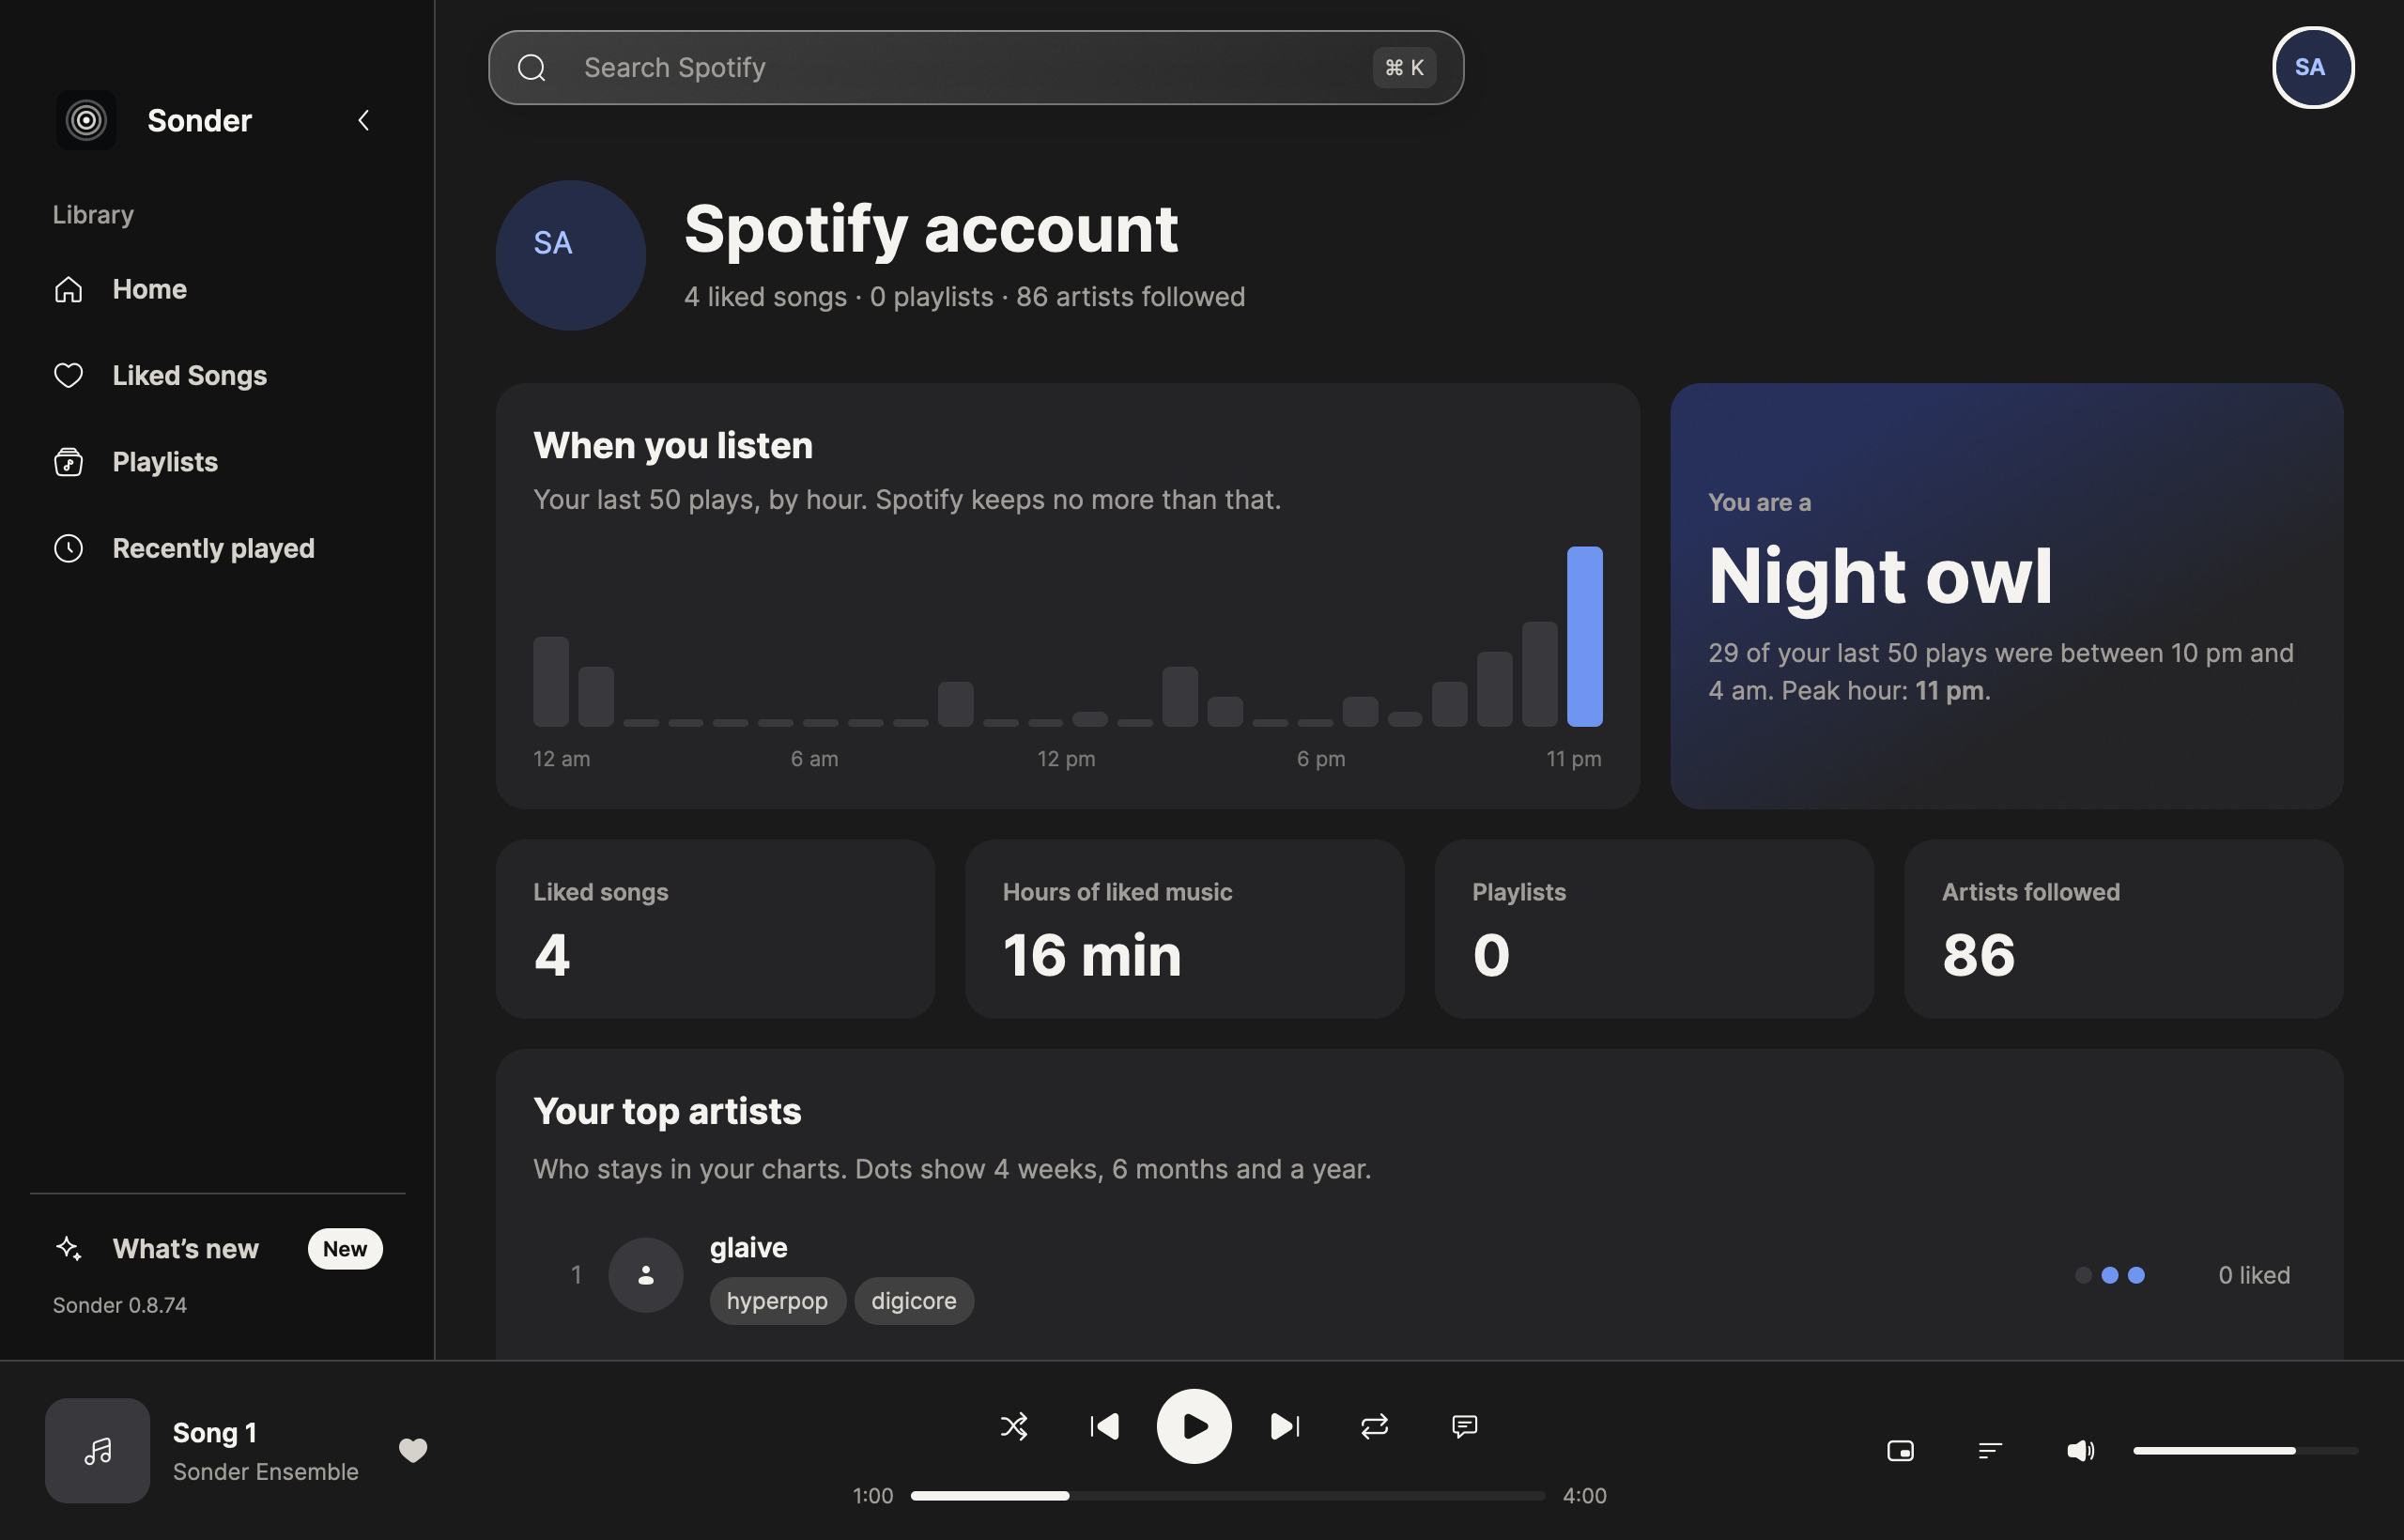 Sonder
Library
Home
Liked Songs
Playlists
Recently played
What’s new
New
Sonder 0.8.74
Search Spotify
⌘ K
SA
SA
Spotify account
4 liked songs · 0 playlists · 86 artists followed
When you listen
Your last 50 plays, by hour. Spotify keeps no more than that.
12 am
6 am
12 pm
6 pm
11 pm
You are a
Night owl
29 of your last 50 plays were between 10 pm and
4 am. Peak hour: 11 pm.
Liked songs
4
Hours of liked music
16 min
Playlists
0
Artists followed
86
Your top artists
Who stays in your charts. Dots show 4 weeks, 6 months and a year.
1
glaive
hyperpop
digicore
0 liked
Song 1
Sonder Ensemble
1:00
4:00